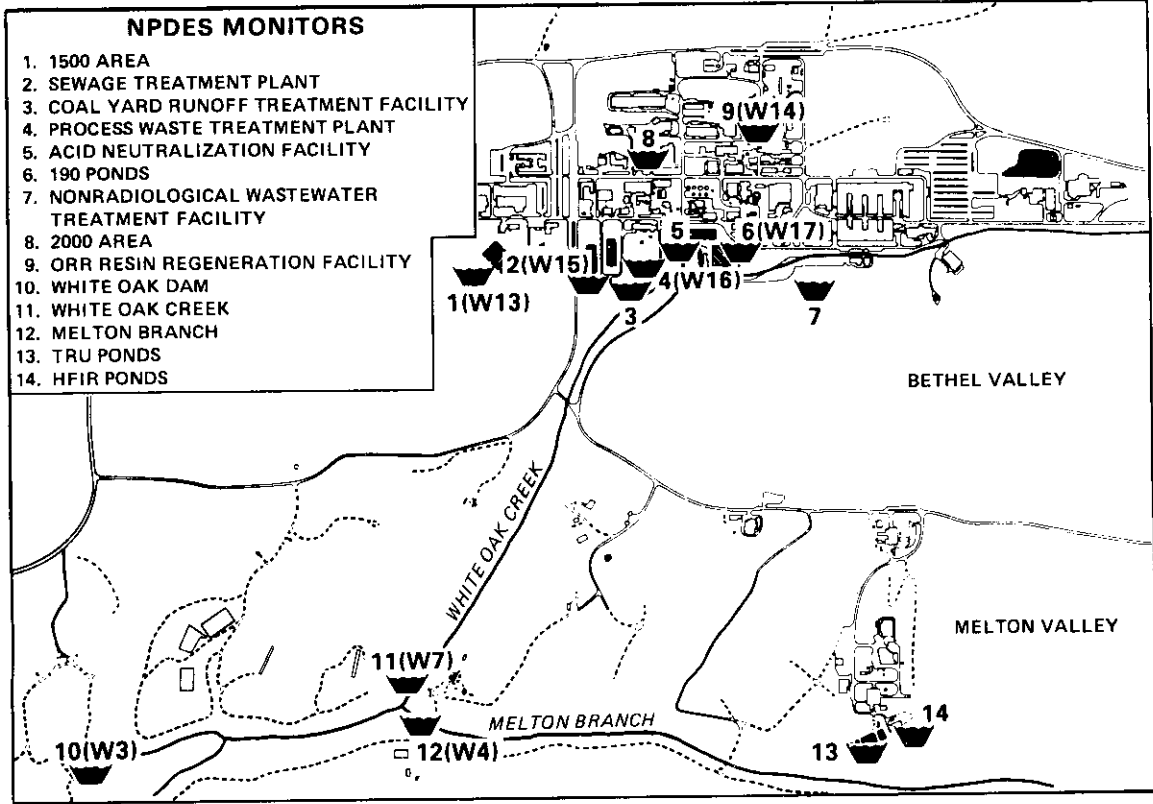 NPDES MONITORS
1. 1500 AREA
2. SEWAGE TREATMENT PLANT
3. COAL YARD RUNOFF TREATMENT FACILITY
4. PROCESS WASTE TREATMENT PLANT
5. ACID NEUTRALIZATION FACILITY
6. 190 PONDS
7. NONRADIOLOGICAL WASTEWATER
TREATMENT FACILITY
8. 2000 AREA
9. ORR RESIN REGENERATION FACILITY
10. WHITE OAK DAM
11. WHITE OAK CREEK
12. MELTON BRANCH
13. TRU PONDS
14. HFIR PONDS
9(W14)
8
5
6(W17)
2(W15)
4(W16)
1(W13)
3
7
BETHEL VALLEY
WHITE OAK CREEK
MELTON VALLEY
11(W7)
MELTON BRANCH
14
10(W3)
12(W4)
13